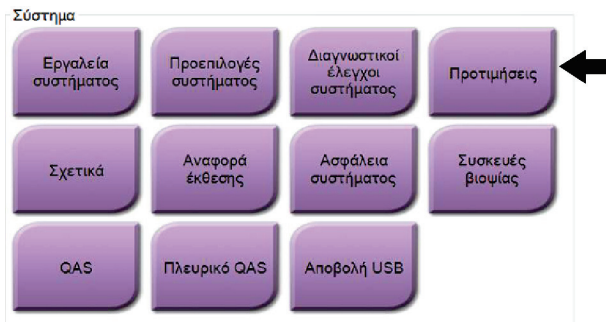 Σύστημα
Εργαλεία
συστήματος
Προεπιλογές
συστήματος
Διαγνωστικοί
έλεγχοι
συστήματος
Προτιμήσεις
Σχετικά
Αναφορά
έκθεσης
Ασφάλεια
συστήματος
Συσκευές
βιοψίας
QAS
Πλευρικό QAS
Αποβολή USB